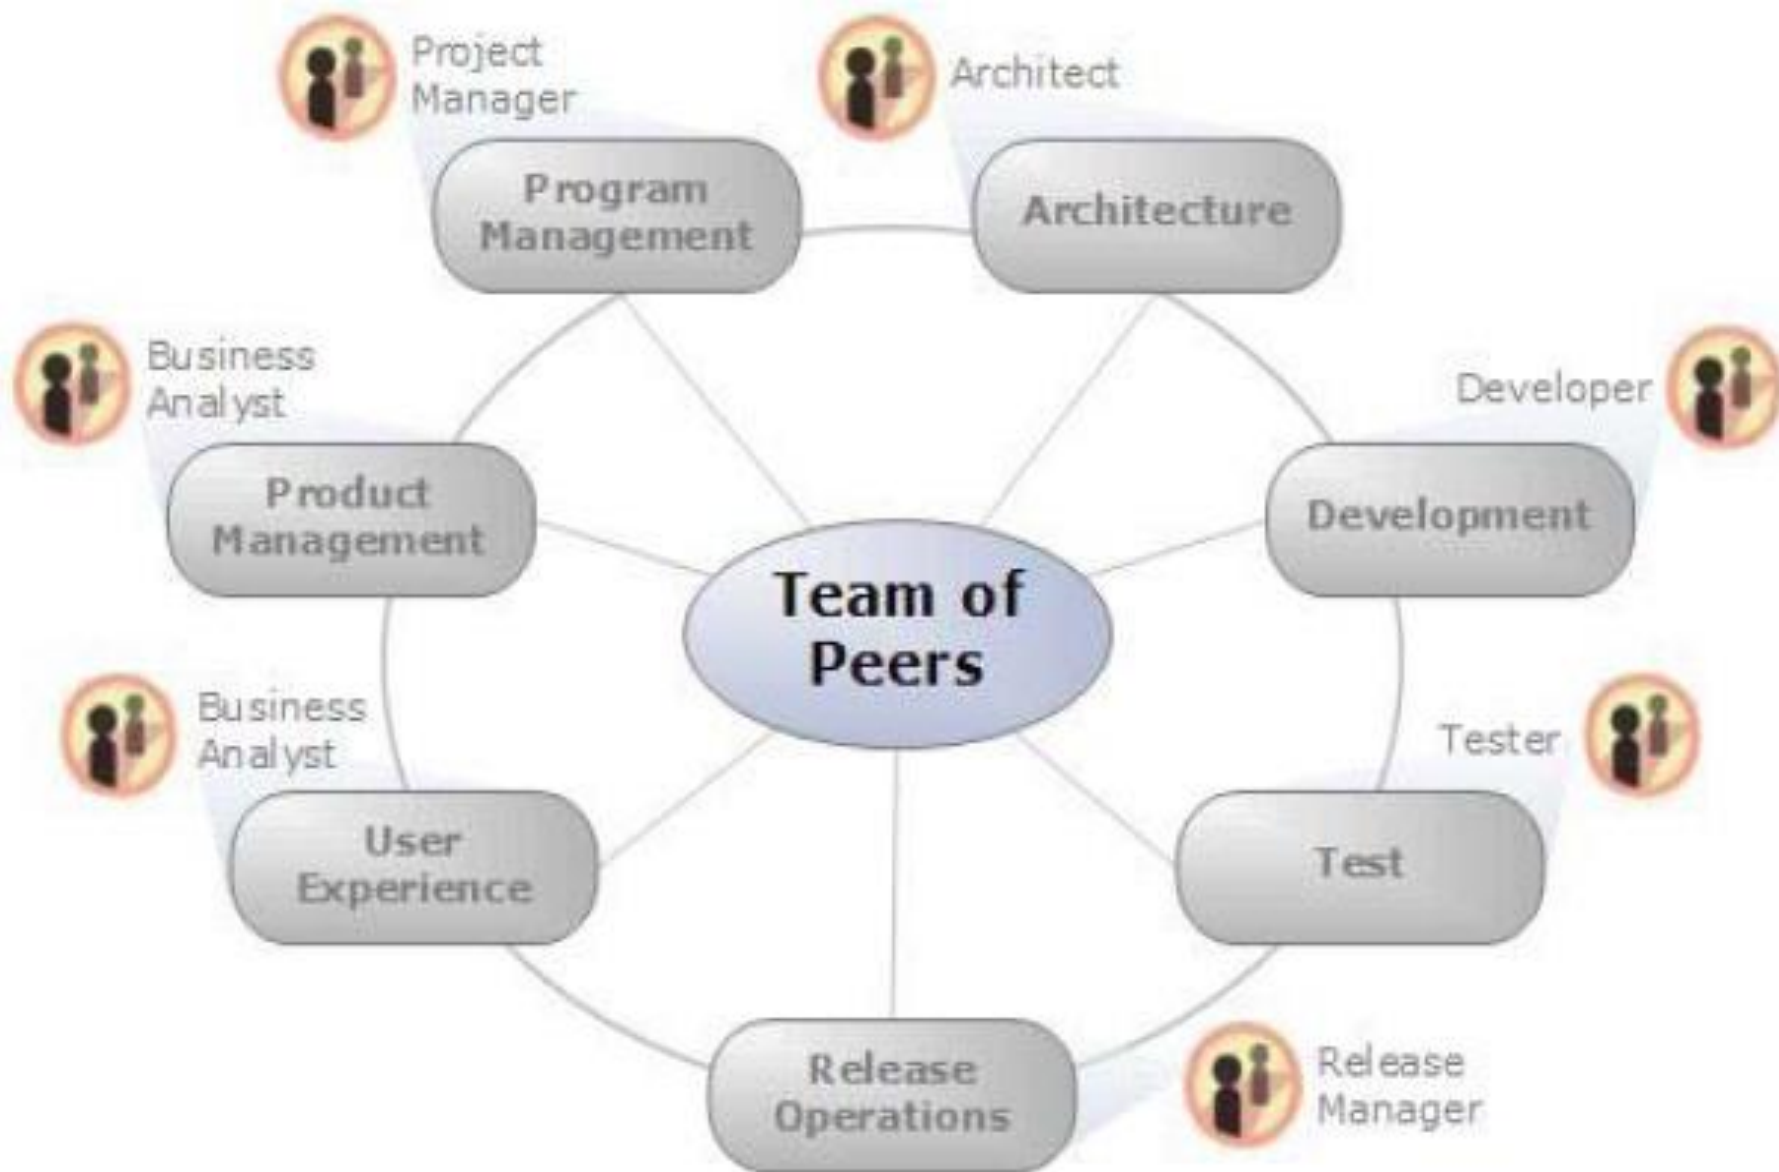 Project
Manager
Architect
Program
Management
Architecture
Business
Analyst
Developer
Product
Management
Development
Team of
Peers
Business
Analyst
Tester
User
Experience
Test
Release
Operations
Release
Manager